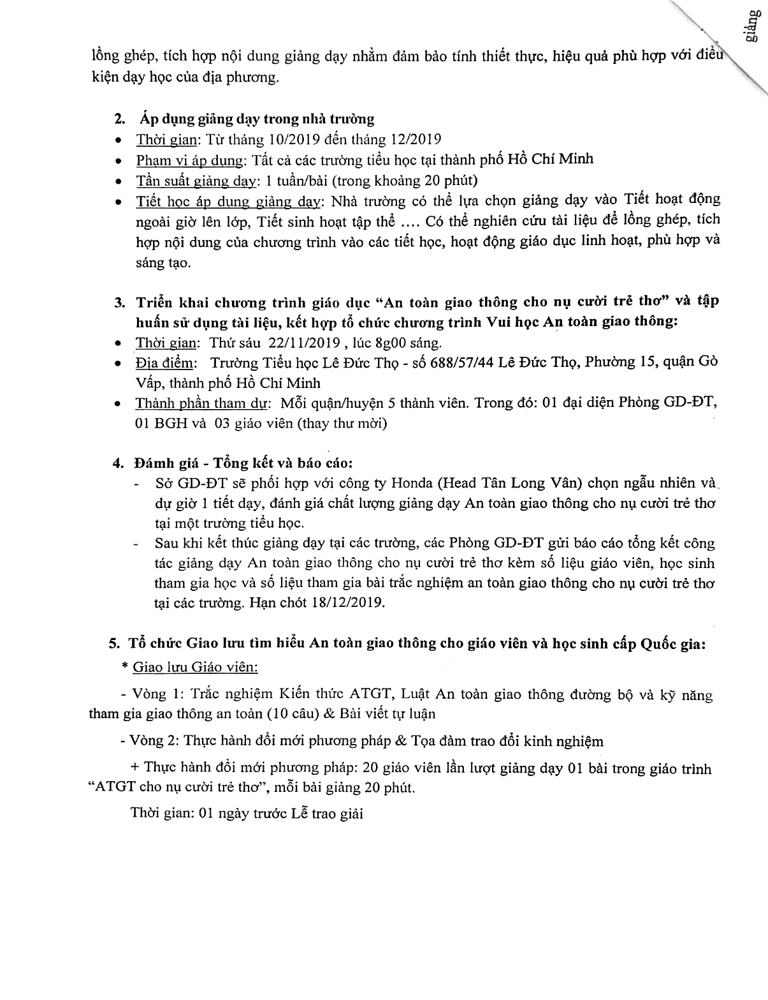 giảng
lồng ghép, tích hợp nội dung giảng dạy nhằm đảm bảo tính thiết thực, hiệu quả phù hợp với điều
kiện dạy học của địa phương.
2. Áp dụng giảng dạy trong nhà trường
• Thời gian: Từ tháng 10/2019 đến tháng 12/2019
• Phạm vi áp dụng: Tất cả các trường tiểu học tại thành phố Hồ Chí Minh
• Tần suất giảng dạy: 1 tuần/bài (trong khoảng 20 phút)
• Tiết học áp dụng giảng dạy: Nhà trường có thể lựa chọn giảng dạy vào Tiết hoạt động
ngoài giờ lên lớp, Tiết sinh hoạt tập thể .... Có thể nghiên cứu tài liệu để lồng ghép, tích
hợp nội dung của chương trình vào các tiết học, hoạt động giáo dục linh hoạt, phù hợp và
sáng tạo.
3. Triển khai chương trình giáo dục “An toàn giao thông cho nụ cười trẻ thơ” và tập
huấn sử dụng tài liệu, kết hợp tổ chức chương trình Vui học An toàn giao thông:
• Thời gian: Thứ sáu 22/11/2019 , lúc 8g00 sáng.
• Địa điểm: Trường Tiểu học Lê Đức Thọ - số 688/57/44 Lê Đức Thọ, Phường 15, quận Gò
Vấp, thành phố Hồ Chí Minh
• Thành phần tham dự: Mỗi quận/huyện 5 thành viên. Trong đó: 01 đại diện Phòng GD-ĐT,
01 BGH và 03 giáo viên (thay thư mời)
4. Đámh giá - Tổng kết và báo cáo:
- Sở GD-ĐT sẽ phối hợp với công ty Honda (Head Tân Long Vân) chọn ngẫu nhiên và
dự giờ 1 tiết dạy, đánh giá chất lượng giảng dạy An toàn giao thông cho nụ cười trẻ thơ
tại một trường tiểu học.
- Sau khi kết thúc giảng dạy tại các trường, các Phòng GD-ĐT gửi báo cáo tổng kết công
tác giảng dạy An toàn giao thông cho nụ cười trẻ thơ kèm số liệu giáo viên, học sinh
tham gia học và số liệu tham gia bài trắc nghiệm an toàn giao thông cho nụ cười trẻ thơ
tại các trường. Hạn chót 18/12/2019.
5. Tổ chức Giao lưu tìm hiểu An toàn giao thông cho giáo viên và học sinh cấp Quốc gia:
* Giao lưu Giáo viên:
- Vòng 1: Trắc nghiệm Kiến thức ATGT, Luật An toàn giao thông đường bộ và kỹ năng
tham gia giao thông an toàn (10 câu) & Bài viết tự luận
- Vòng 2: Thực hành đổi mới phương pháp & Tọa đàm trao đổi kinh nghiệm
+ Thực hành đổi mới phương pháp: 20 giáo viên lần lượt giảng dạy 01 bài trong giáo trình
“ATGT cho nụ cười trẻ thơ”, mỗi bài giảng 20 phút.
Thời gian: 01 ngày trước Lễ trao giải